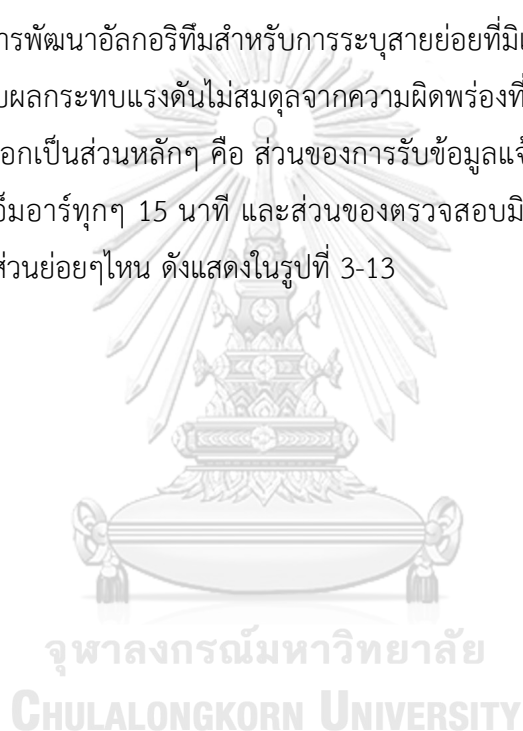 การพัฒนาอัลกอริทึมสำหรับการระบุสายย่อยที่
ผลกระทบแรงดันไม่สมดุลจากความผิดพร่องที่
ออกเป็นส่วนหลักๆ คือ ส่วนของการรับข้อมูล
เอ็มอาร์ทุกๆ 15 นาที และส่วนของตรวจสอบ
ส่วนย่อยๆไหน ดังแสดงในรูปที่ 3-13
จุฬาลงกรณ์มหาวิทยาลัย
CHULALONGKORN UNIVERSITY